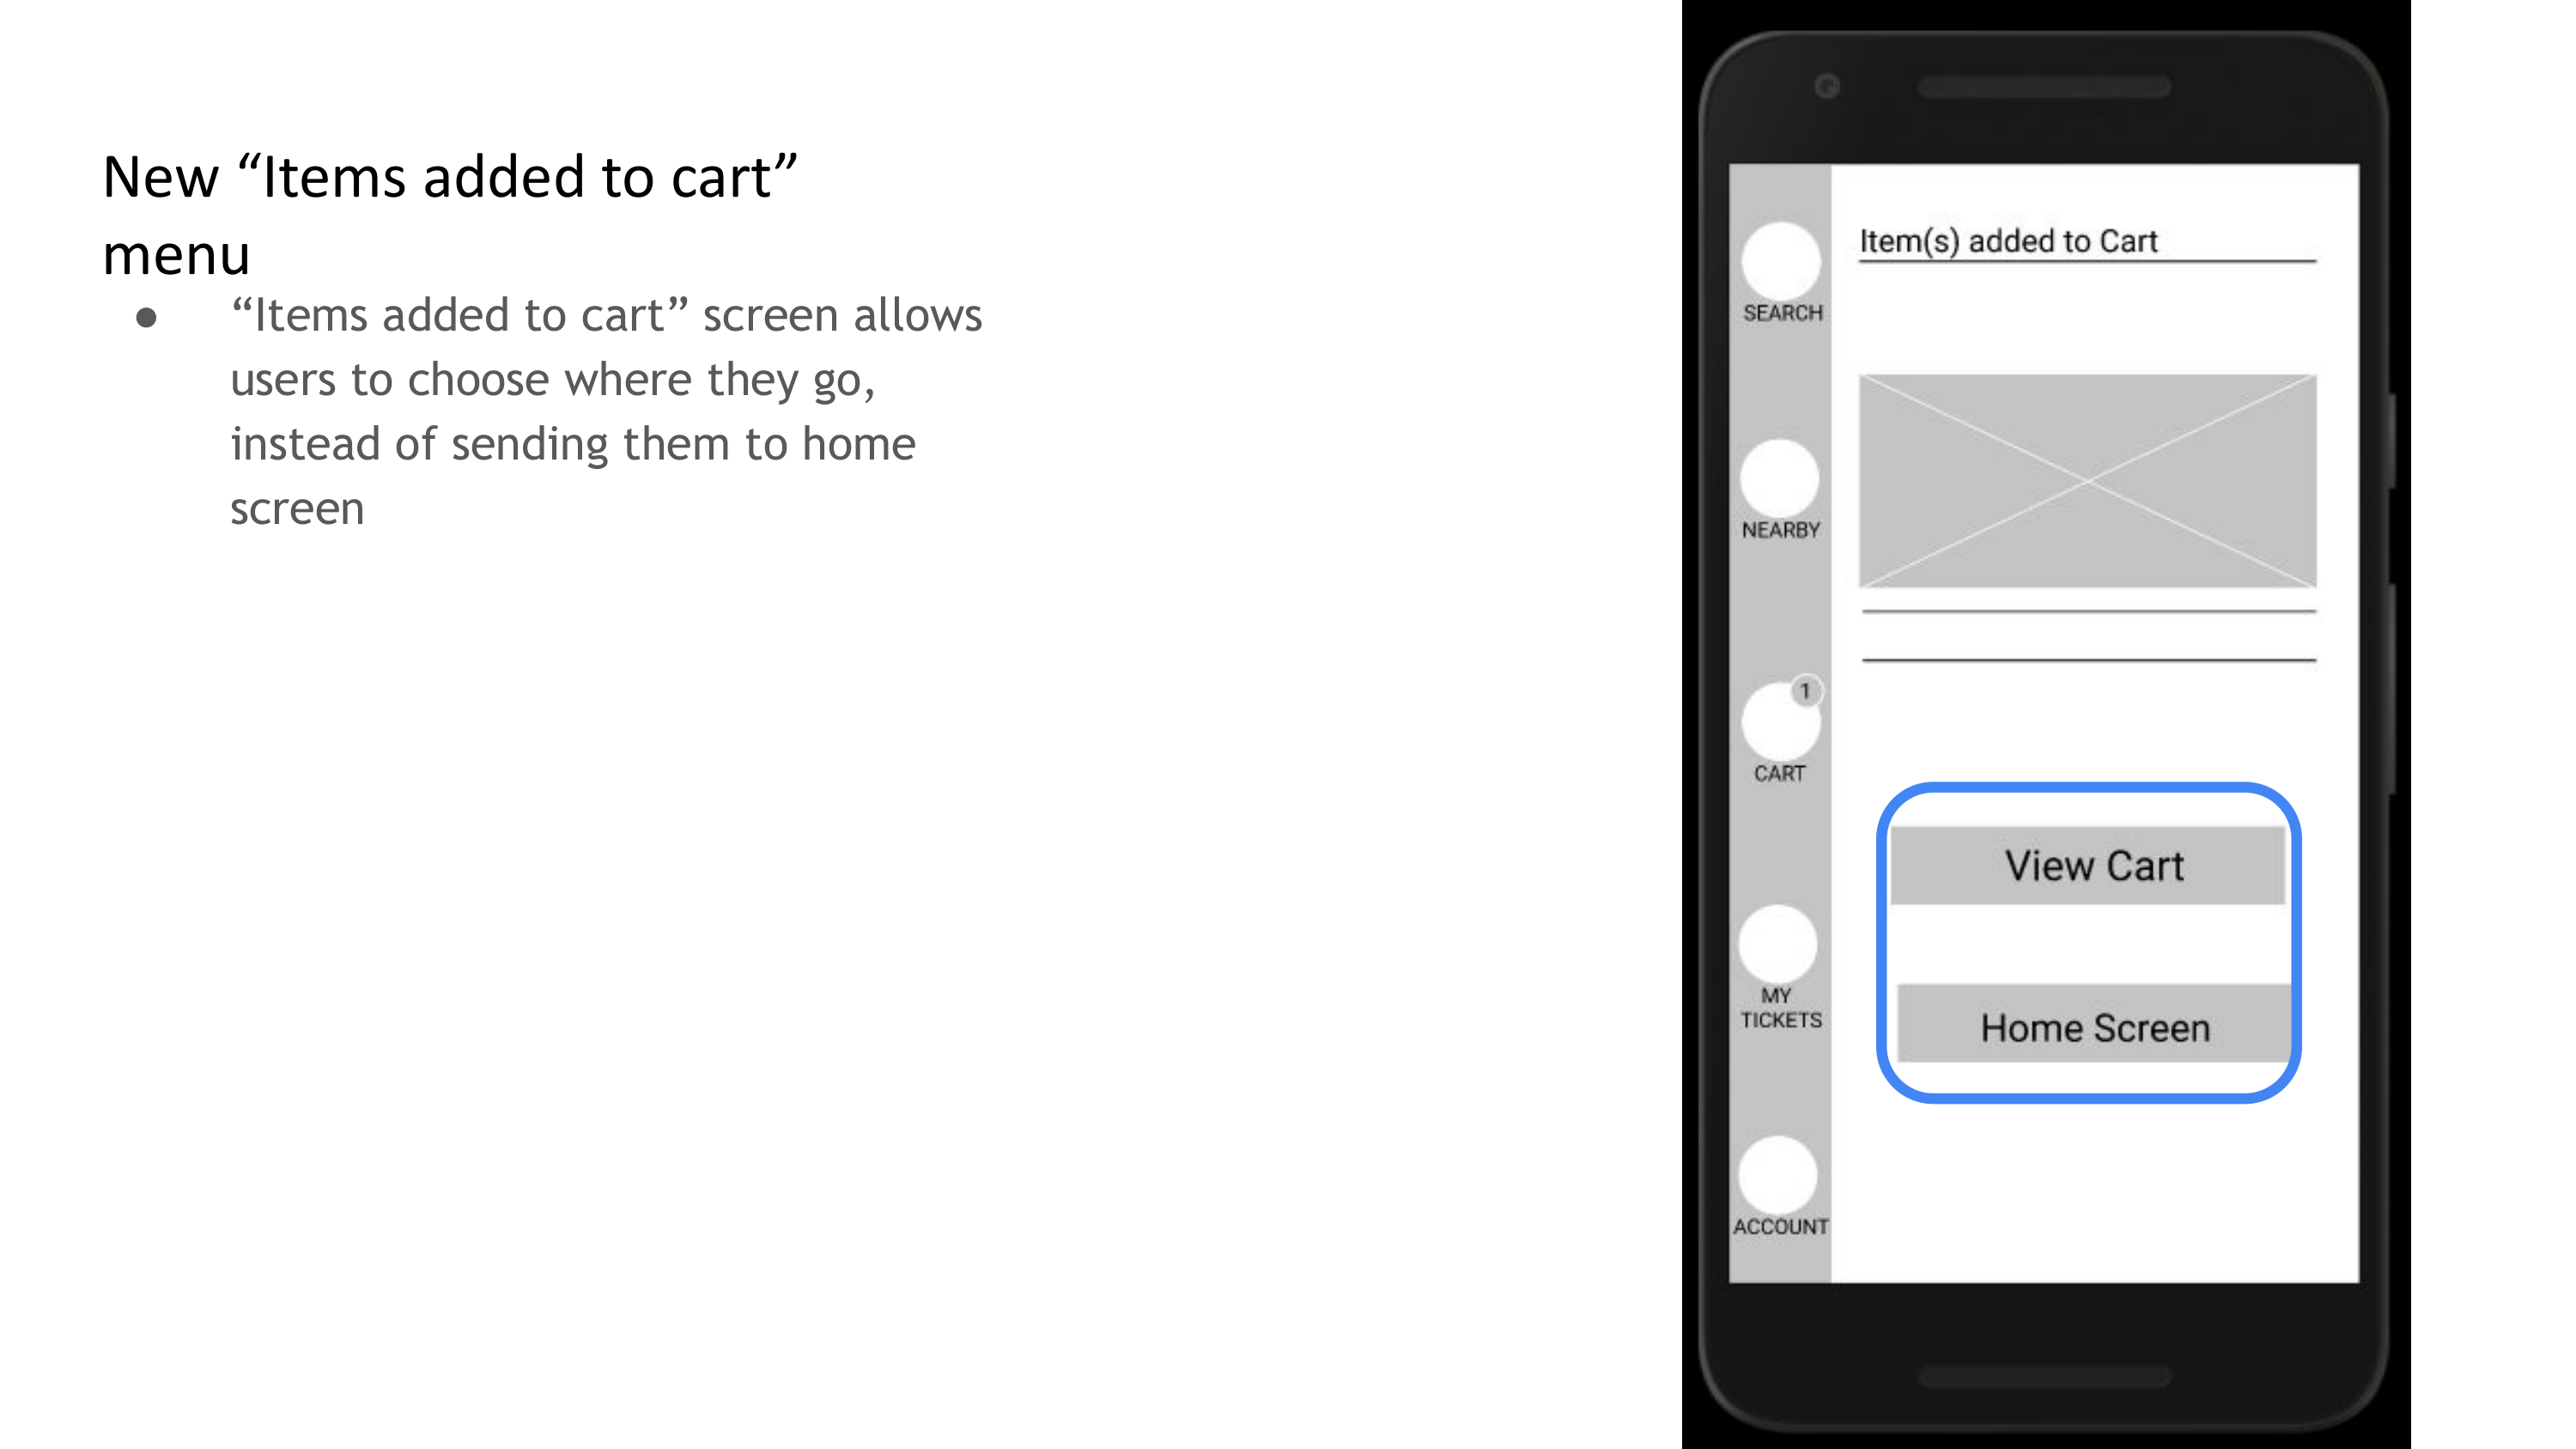 New “Items added to cart”
menu
● “Items added to cart” screen allows
users to choose where they go,
instead of sending them to home
screen
Item(s) added to Cart
SEARCH
NEARBY
1
CART
MY
TICKETS
ACCOUNT
View Cart
Home Screen